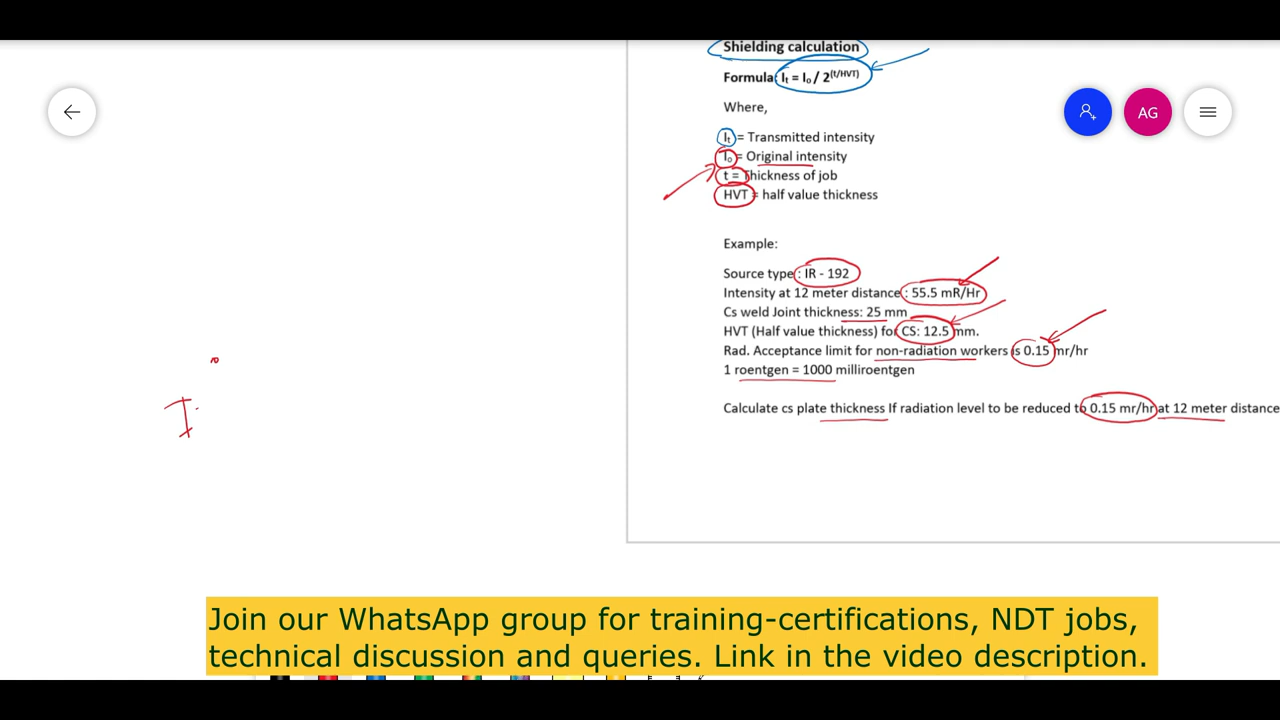 Shielding calculation
Formula: It = Io / 2(t/HVT)
Where,
It = Transmitted intensity
Io = Original intensity
t = Thickness of job
HVT = half value thickness
Example:
Source type : IR - 192
Intensity at 12 meter distance : 55.5 mR/Hr
Cs weld Joint thickness: 25 mm
HVT (Half value thickness) for CS: 12.5 mm.
Rad. Acceptance limit for non-radiation workers is 0.15 mr/hr
1 roentgen = 1000 milliroentgen
Calculate cs plate thickness If radiation level to be reduced to 0.15 mr/hr at 12 meter distance
AG
I
Join our WhatsApp group for training-certifications, NDT jobs,
technical discussion and queries. Link in the video description.